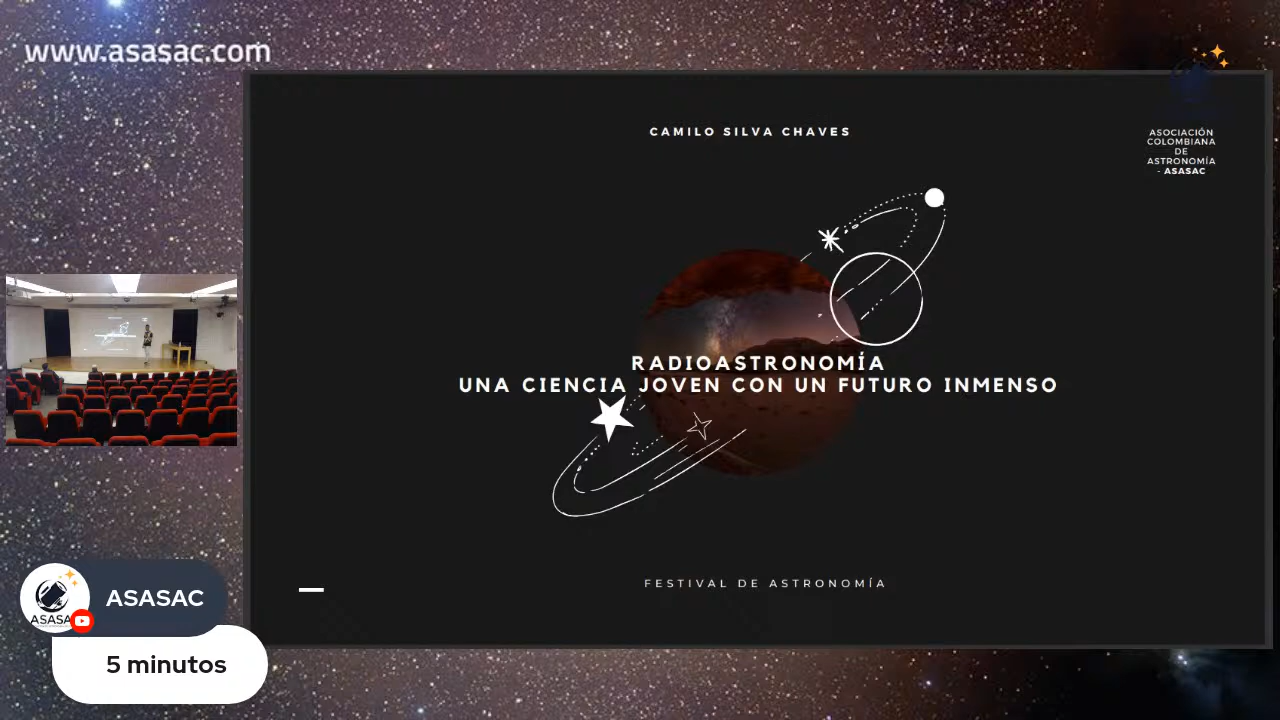 www.asasac.com
CAMILO SILVA CHAVES
ASOCIACIÓN
COLOMBIANA
DE
ASTRONOMÍA
- ASASAC
RADIOASTRONOMÍA
UNA CIENCIA JOVEN CON UN FUTURO INMENSO
FESTIVAL DE ASTRONOMÍA
ASASAC
ASASA
5 minutos